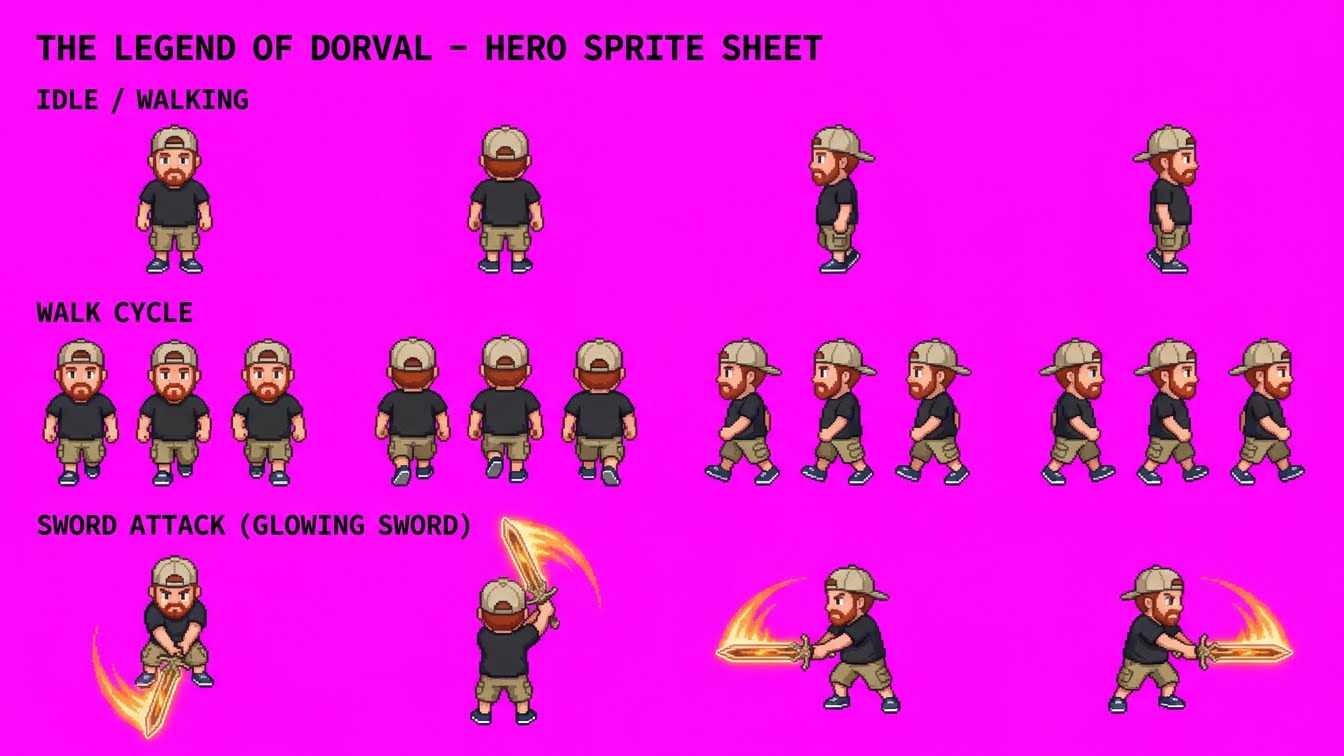 THE LEGEND OF DORVAL - HERO SPRITE SHEET
IDLE / WALKING
WALK CYCLE
SWORD ATTACK (GLOWING SWORD)